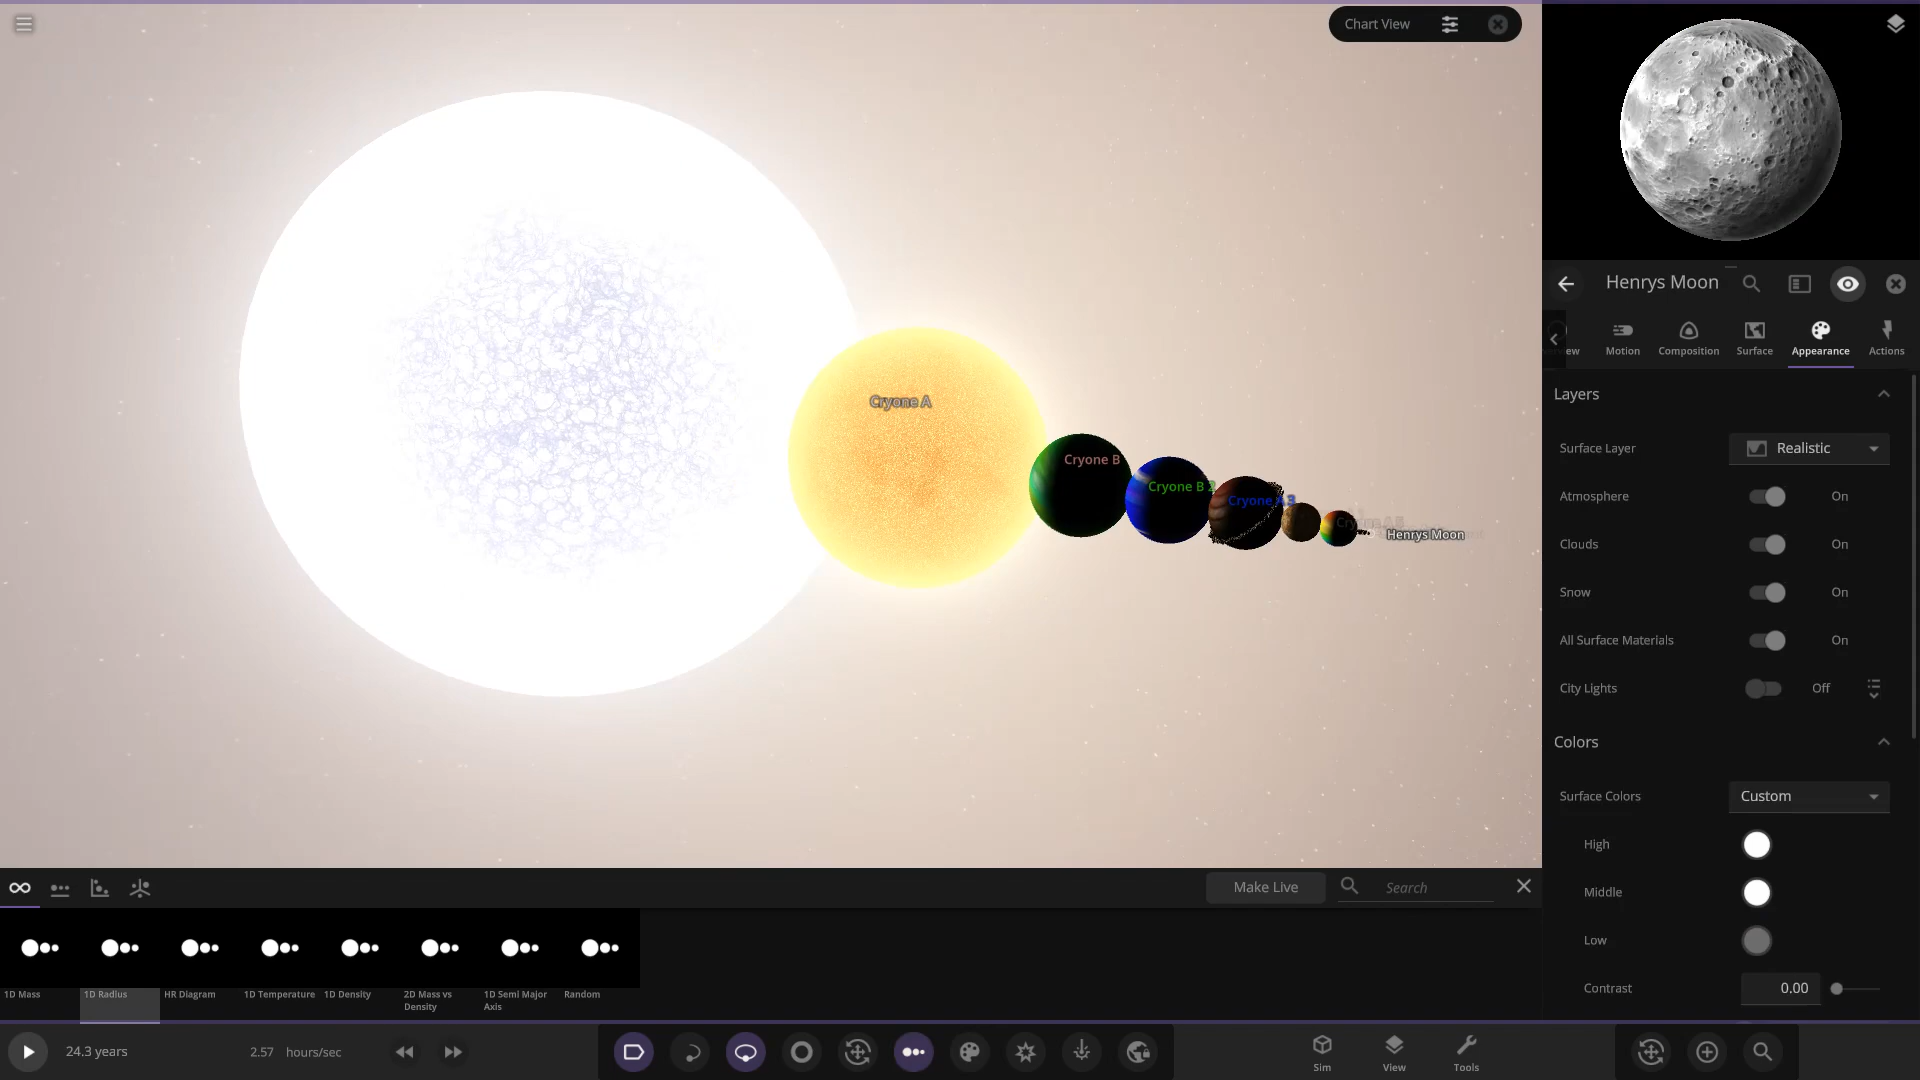 Chart View
Cryone A
Cryone B
Cryone B 2
Cryone A 3
Henrys Moon
Henrys Moon
Motion
Composition
Surface
Appearance
Actions
Layers
Surface Layer
Realistic
Atmosphere
On
Clouds
On
Snow
On
All Surface Materials
On
City Lights
Off
Colors
Surface Colors
Custom
High
Middle
Low
Contrast
0.00
Make Live
Search
1D Mass
1D Radius
HR Diagram
1D Temperature
1D Density
2D Mass vs
Density
1D Semi Major
Axis
Random
24.3 years
2.57 hours/sec
Sim
View
Tools